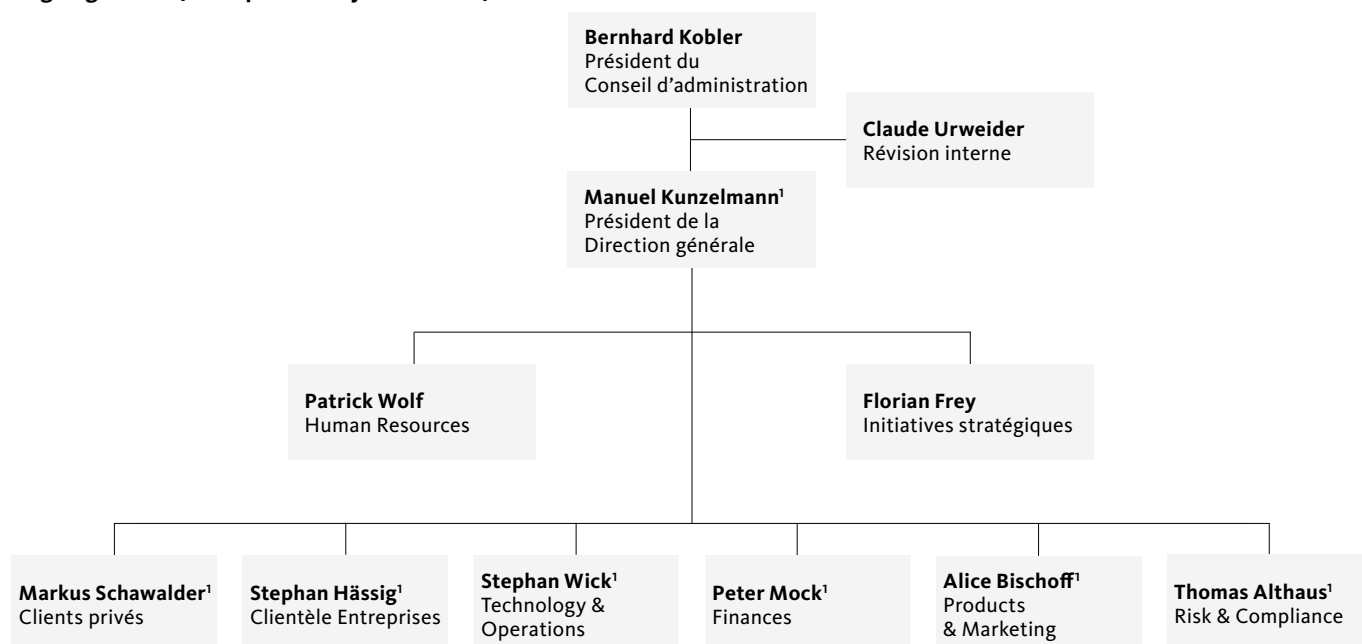 Bernhard Kobler
Président du
Conseil d'administration
Claude Urweider
Révision interne
Manuel Kunzelmann¹
Président de la
Direction générale
Patrick Wolf
Human Resources
Florian Frey
Initiatives stratégiques
Markus Schawalder¹
Clients privés
Stephan Hässig¹
Clientèle Entreprises
Stephan Wick¹
Technology &
Operations
Peter Mock¹
Finances
Alice Bischoff¹
Products
& Marketing
Thomas Althaus¹
Risk & Compliance